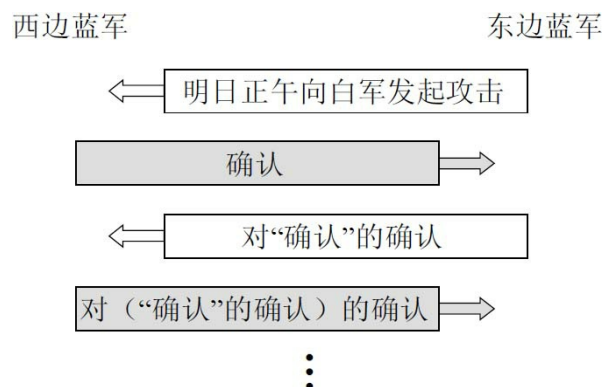 西边蓝军 东边蓝军
明日正午向白军发起攻击
确认
对“确认”的确认
对（“确认”的确认）的确认